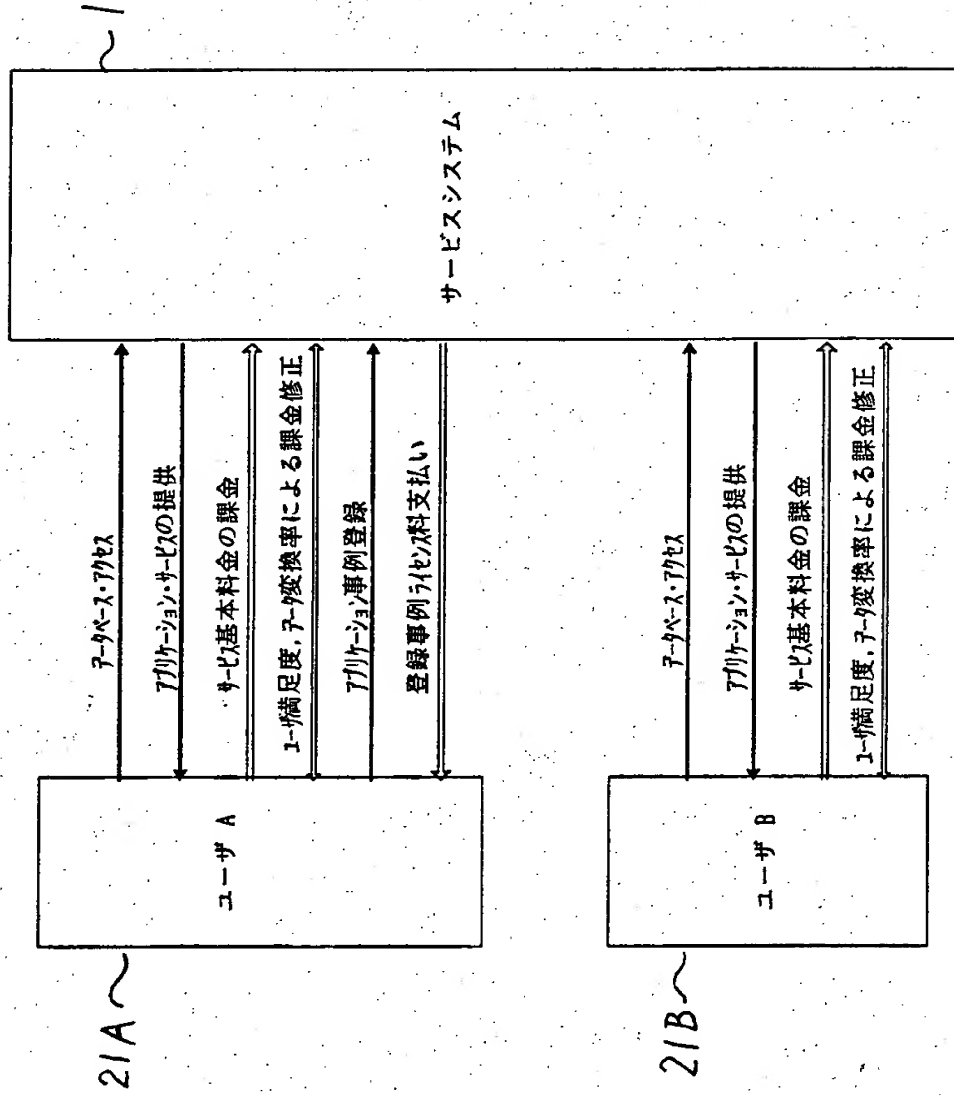 1
サービスシステム
データベース・アクセス
アプリケーション・サービスの提供
サービス基本料金の課金
ユーザ満足度,データ変換率による課金修正
アプリケーション事例登録
登録事例ライセンス料支払い
ユーザ A
21A
データベース・アクセス
アプリケーション・サービスの提供
サービス基本料金の課金
ユーザ満足度,データ変換率による課金修正
ユーザ B
21B